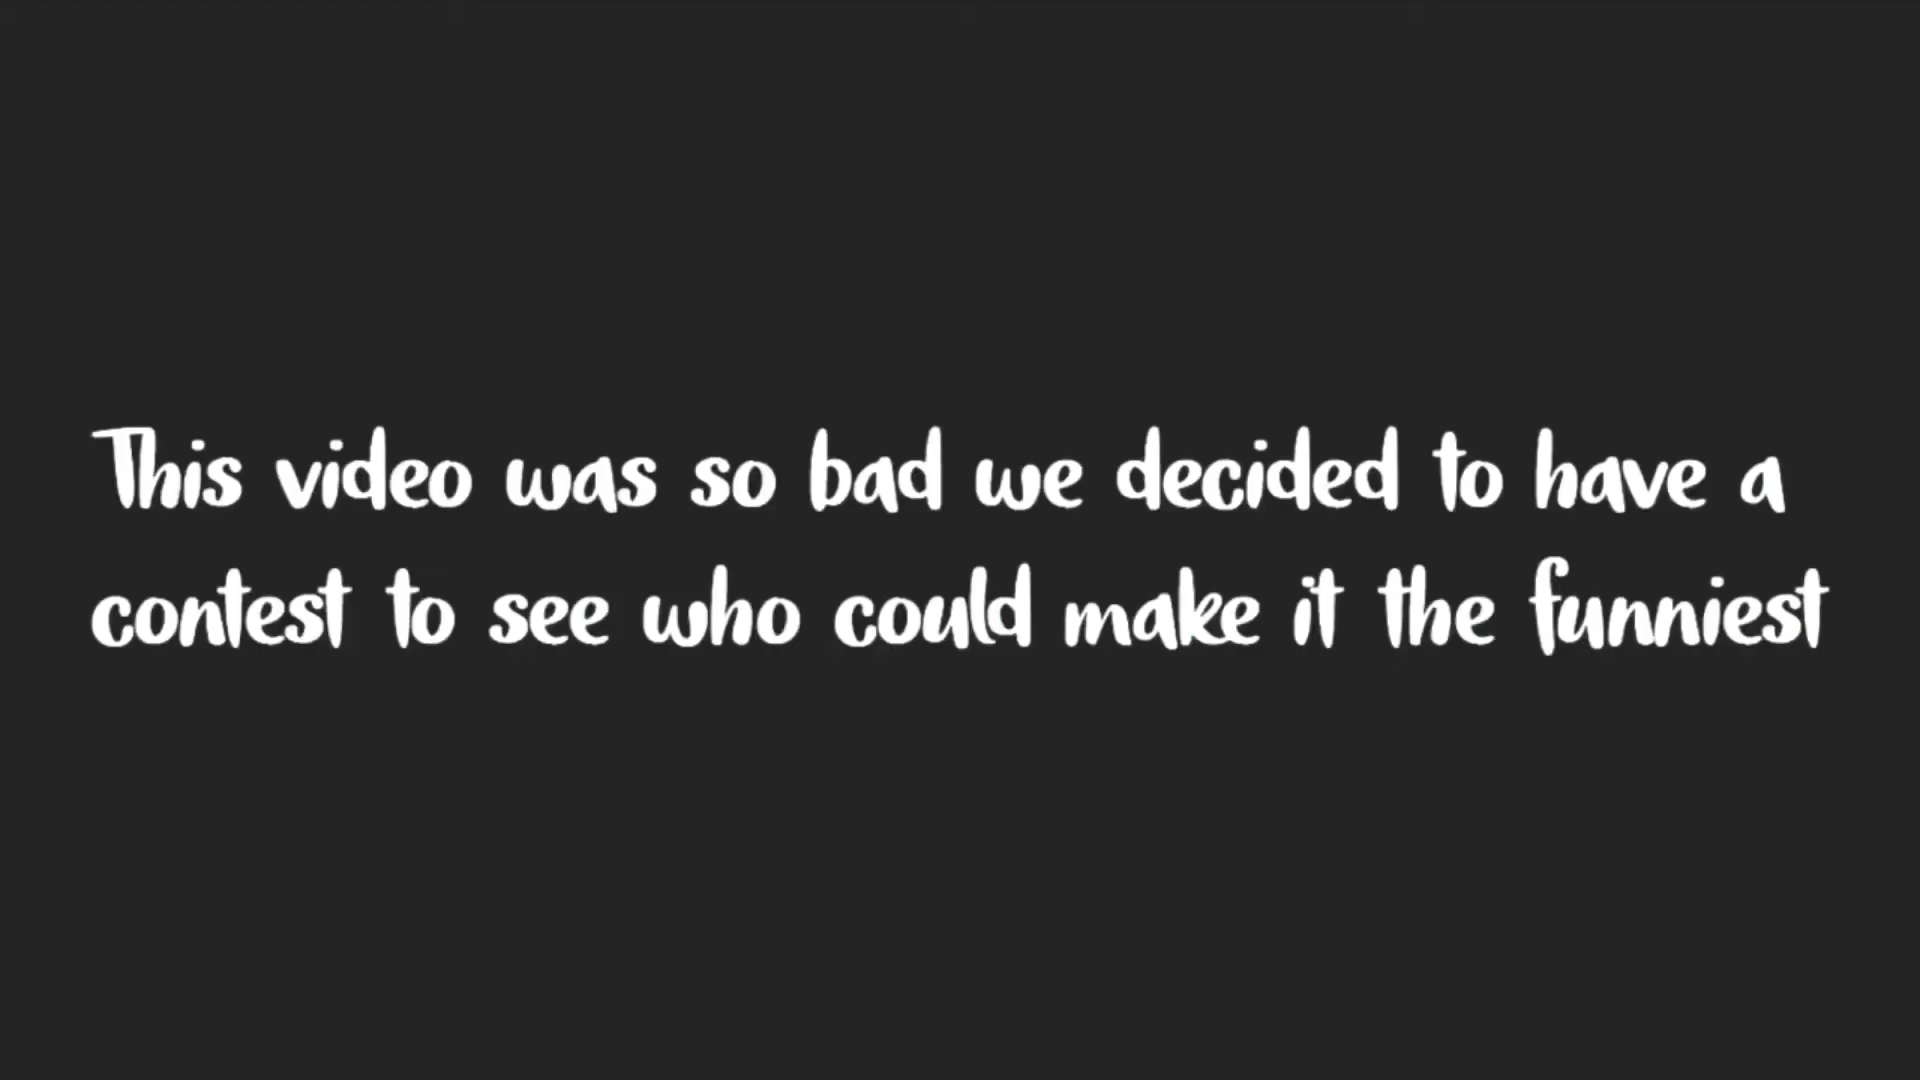 This video was so bad we decided to have a
contest to see who could make it the funniest